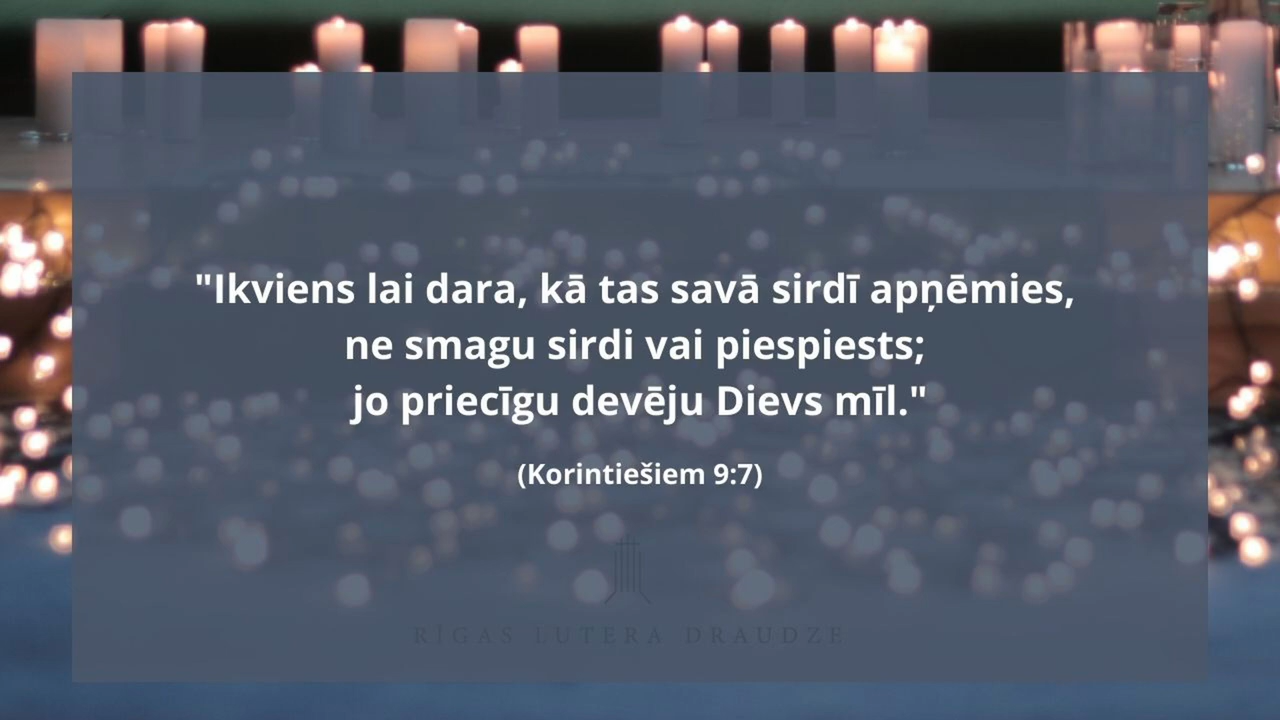 "Ikviens lai dara, kā tas savā sirdī apņēmies,
ne smagu sirdi vai piespiests;
jo priecīgu devēju Dievs mīl."
(Korintiešiem 9:7)
RĪGAS LUTERA DRAUDZE